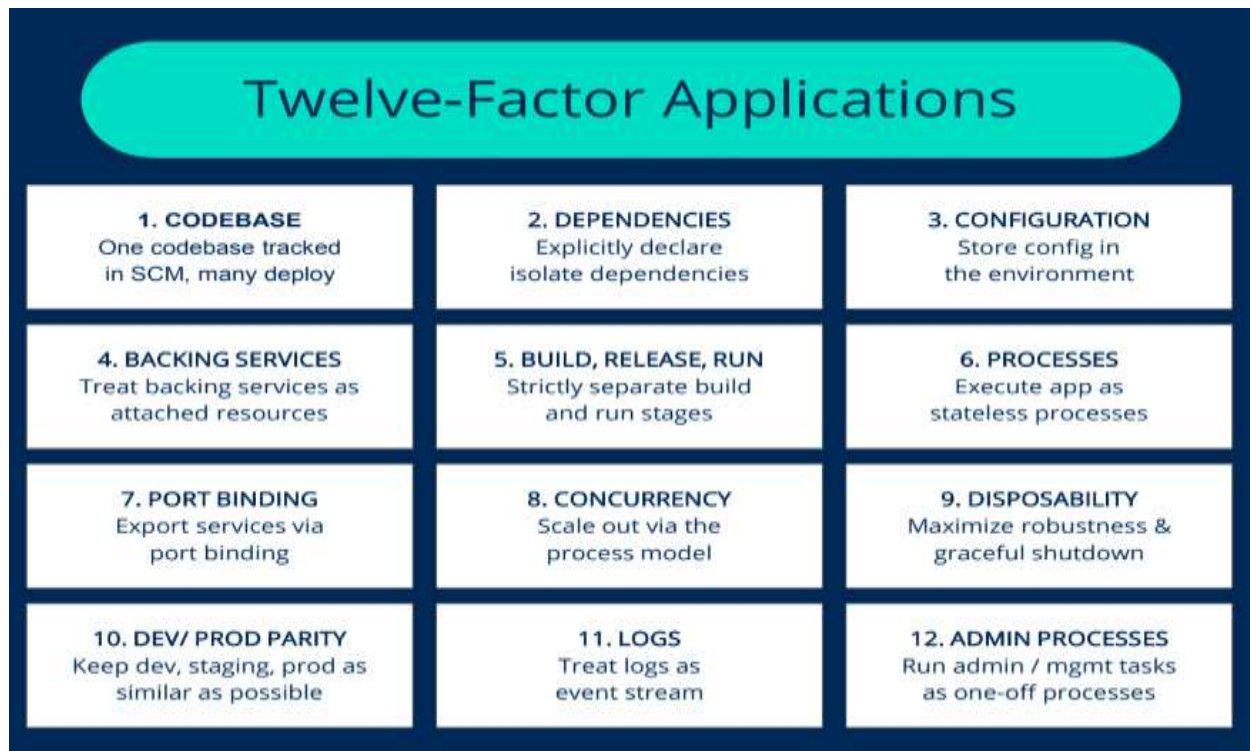 Twelve-Factor Applications
1. CODEBASE
One codebase tracked
in SCM, many deploy
2. DEPENDENCIES
Explicitly declare
isolate dependencies
3. CONFIGURATION
Store config in
the environment
4. BACKING SERVICES
Treat backing services as
attached resources
5. BUILD, RELEASE, RUN
Strictly separate build
and run stages
6. PROCESSES
Execute app as
stateless processes
7. PORT BINDING
Export services via
port binding
8. CONCURRENCY
Scale out via the
process model
9. DISPOSABILITY
Maximize robustness &
graceful shutdown
10. DEV/ PROD PARITY
Keep dev, staging, prod as
similar as possible
11. LOGS
Treat logs as
event stream
12. ADMIN PROCESSES
Run admin / mgmt tasks
as one-off processes